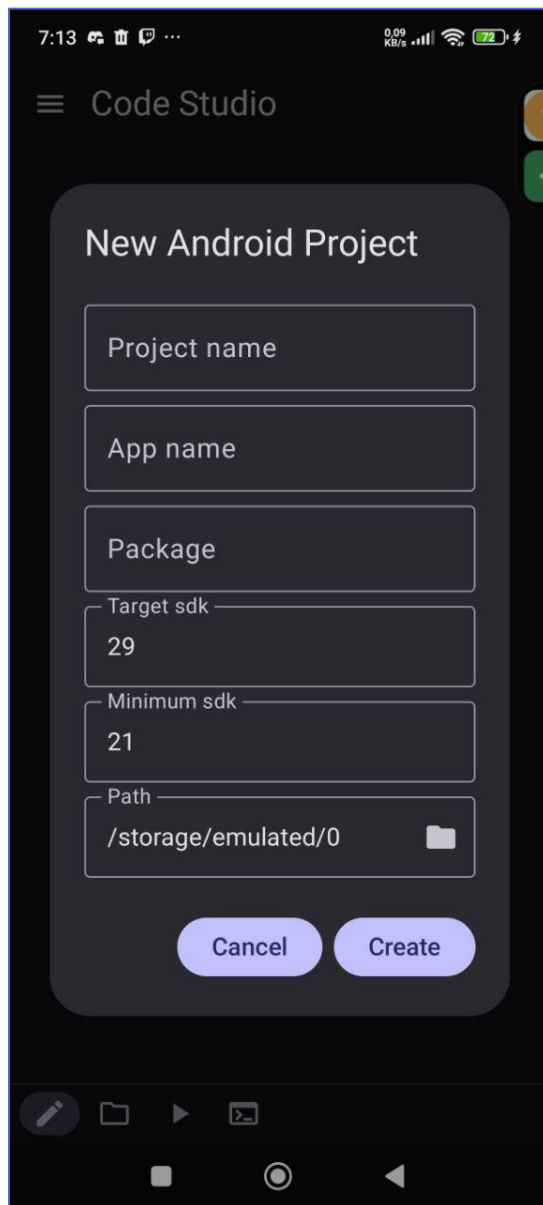 7:13 ... 0,09 KB/s 72
Code Studio
New Android Project
Project name
App name
Package
Target sdk
29
Minimum sdk
21
Path
/storage/emulated/0
Cancel Create